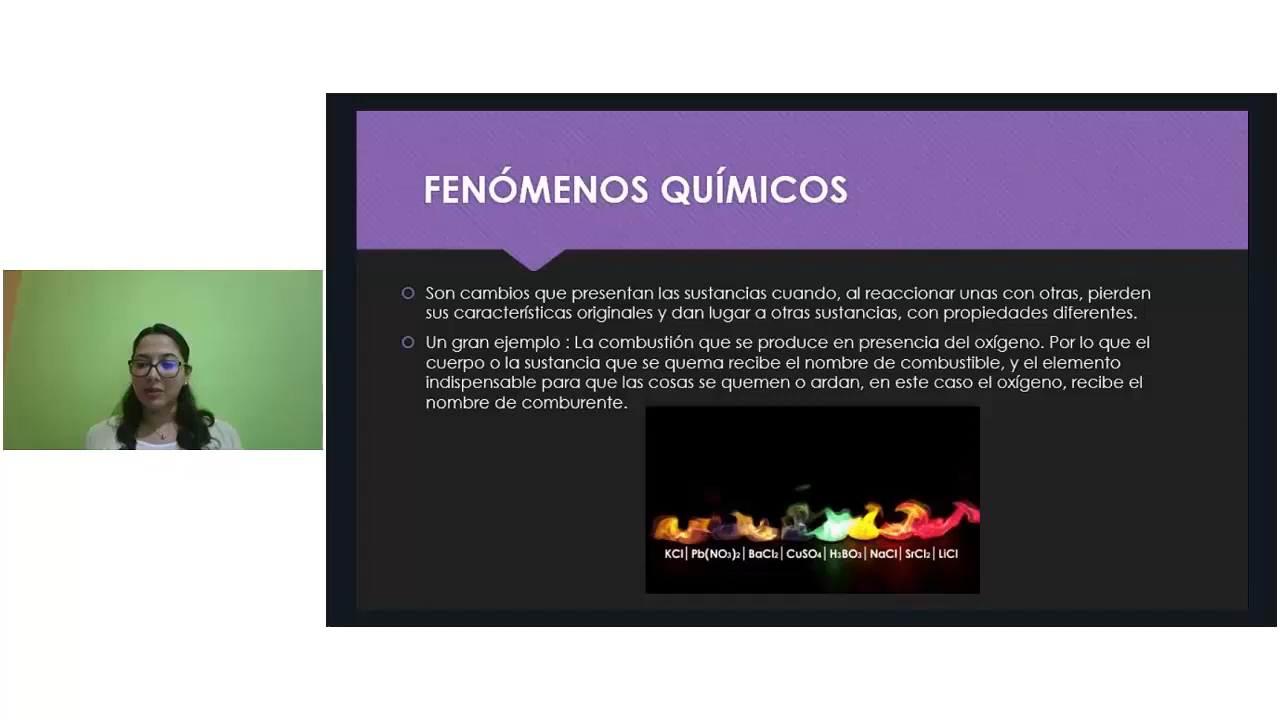 FENÓMENOS QUÍMICOS
Son cambios que presentan las sustancias cuando, al reaccionar unas con otras, pierden
sus características originales y dan lugar a otras sustancias, con propiedades diferentes.
Un gran ejemplo : La combustión que se produce en presencia del oxígeno. Por lo que el
cuerpo o la sustancia que se quema recibe el nombre de combustible, y el elemento
indispensable para que las cosas se quemen o ardan, en este caso el oxígeno, recibe el
nombre de comburente.
KCl| Pb(NO₃)₂ | BaCl₂ | CuSO₄ | H₃BO₃ | NaCl | SrCl₂ | LiCl